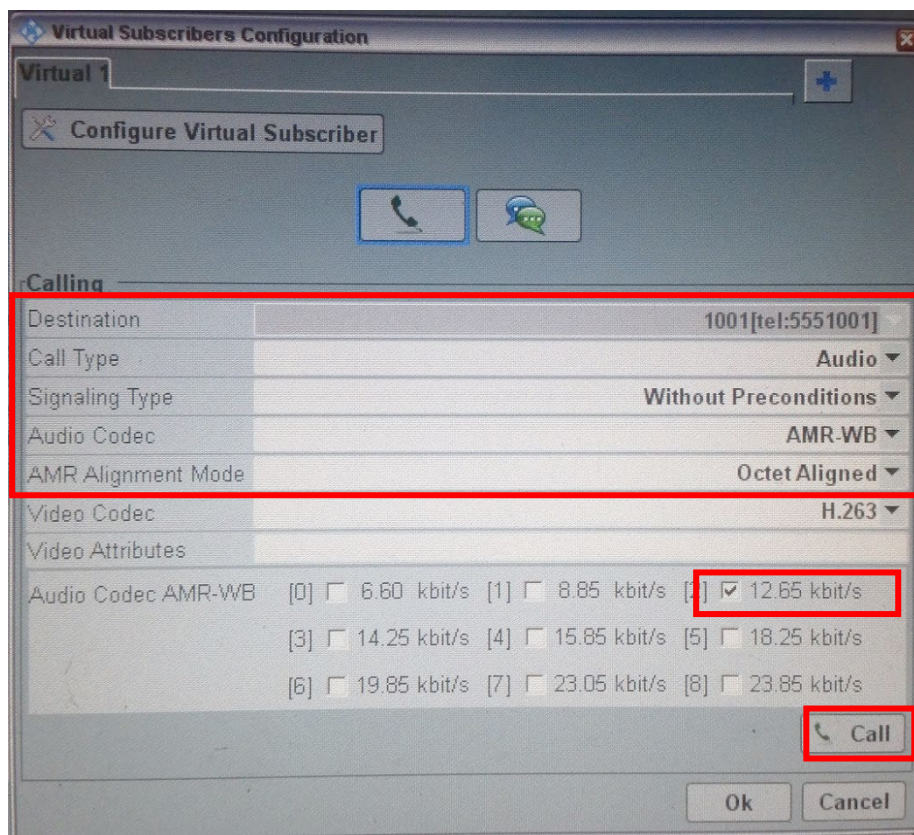 Virtual Subscribers Configuration
Virtual 1
Configure Virtual Subscriber
Calling
Destination 1001[tel:5551001]
Call Type Audio
Signaling Type Without Preconditions
Audio Codec AMR-WB
AMR Alignment Mode Octet Aligned
Video Codec H.263
Video Attributes
Audio Codec AMR-WB [0] 6.60 kbit/s [1] 8.85 kbit/s [2] 12.65 kbit/s
[3] 14.25 kbit/s [4] 15.85 kbit/s [5] 18.25 kbit/s
[6] 19.85 kbit/s [7] 23.05 kbit/s [8] 23.85 kbit/s
Call
Ok Cancel